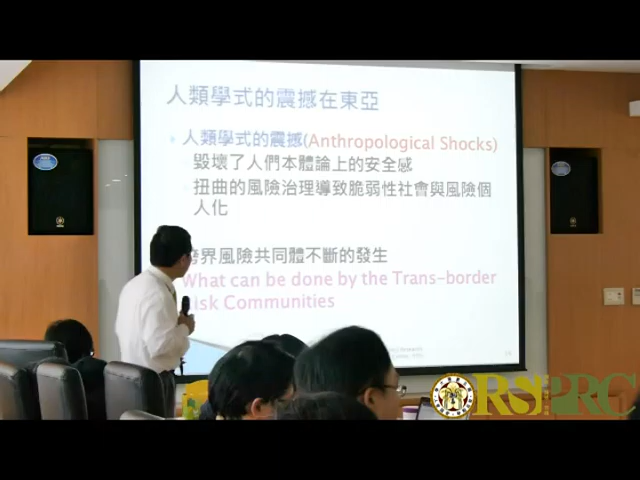 人類學式的震撼在東亞
人類學式的震撼(Anthropological Shocks)
毀壞了人們本體論上的安全感
扭曲的風險治理導致脆弱性社會與風險個
人化
跨界風險共同體不斷的發生
What can be done by the Trans-border
Risk Communities
RSPRC